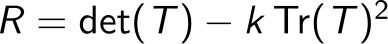 R = det(T) − k Tr(T)²